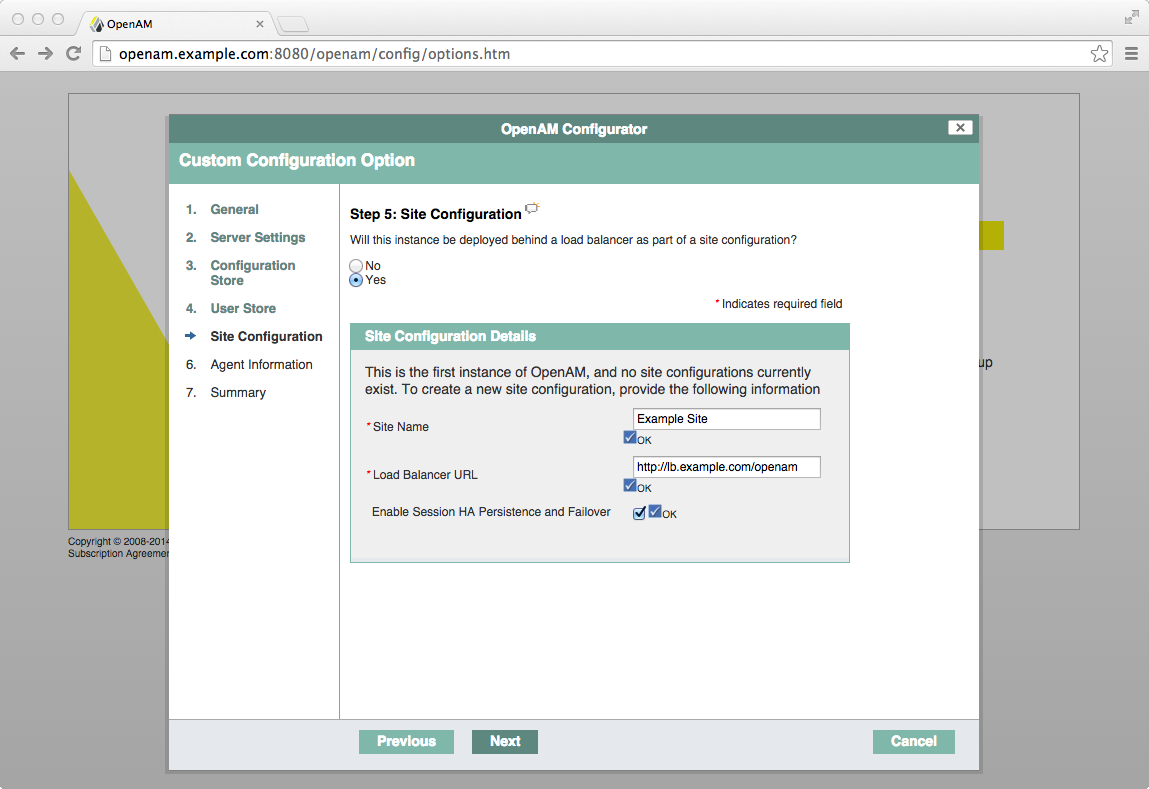 OpenAM
openam.example.com:8080/openam/config/options.htm
OpenAM Configurator
Custom Configuration Option
1. General
2. Server Settings
3. Configuration
Store
4. User Store
Site Configuration
6. Agent Information
7. Summary
Step 5: Site Configuration
Will this instance be deployed behind a load balancer as part of a site configuration?
No
Yes
* Indicates required field
Site Configuration Details
This is the first instance of OpenAM, and no site configurations currently
exist. To create a new site configuration, provide the following information
* Site Name
Example Site
OK
* Load Balancer URL
http://lb.example.com/openam
OK
Enable Session HA Persistence and Failover
OK
up
Copyright © 2008-2014
Subscription Agreemer
Previous
Next
Cancel